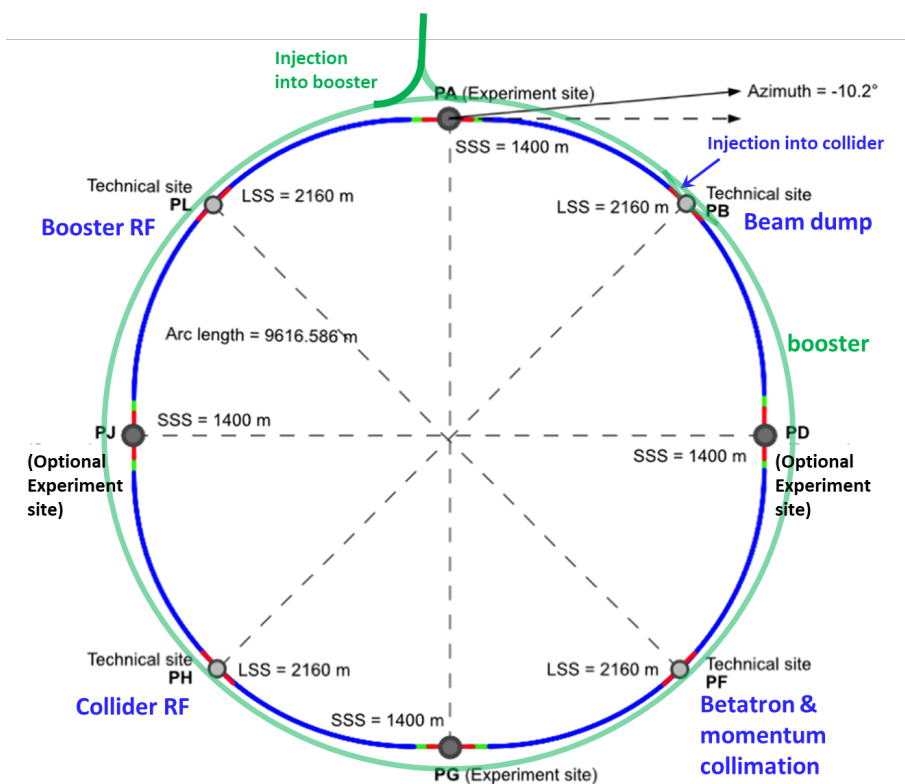 Injection
into booster
PA (Experiment site)
Azimuth = -10.2°
SSS = 1400 m
Injection into collider
Technical site
PL
LSS = 2160 m
Booster RF
LSS = 2160 m
Technical site
PB
Beam dump
Arc length = 9616.586 m
booster
PJ
SSS = 1400 m
(Optional
Experiment
site)
PD
SSS = 1400 m
(Optional
Experiment
site)
Technical site
PH
LSS = 2160 m
Collider RF
LSS = 2160 m
Technical site
PF
Betatron &
momentum
collimation
SSS = 1400 m
PG (Experiment site)